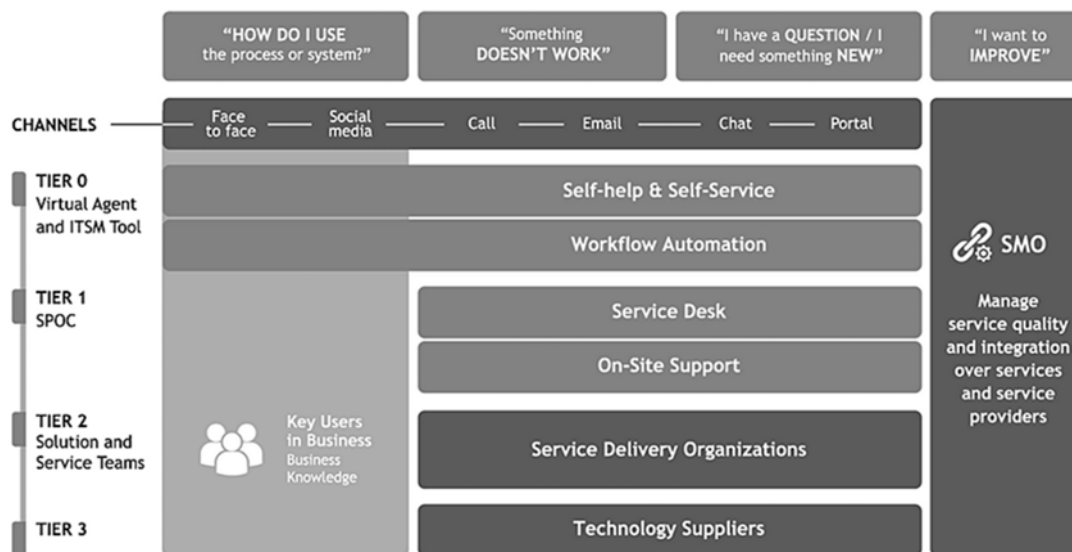 “HOW DO I USE
the process or system?”
“Something
DOESN’T WORK”
“I have a QUESTION / I
need something NEW”
“I want to
IMPROVE”
CHANNELS
Face
to face
Social
media
Call
Email
Chat
Portal
TIER 0
Virtual Agent
and ITSM Tool
Self-help & Self-Service
Workflow Automation
TIER 1
SPOC
Service Desk
On-Site Support
TIER 2
Solution and
Service Teams
Key Users
in Business
Business
Knowledge
Service Delivery Organizations
TIER 3
Technology Suppliers
SMO
Manage
service quality
and integration
over services
and service
providers